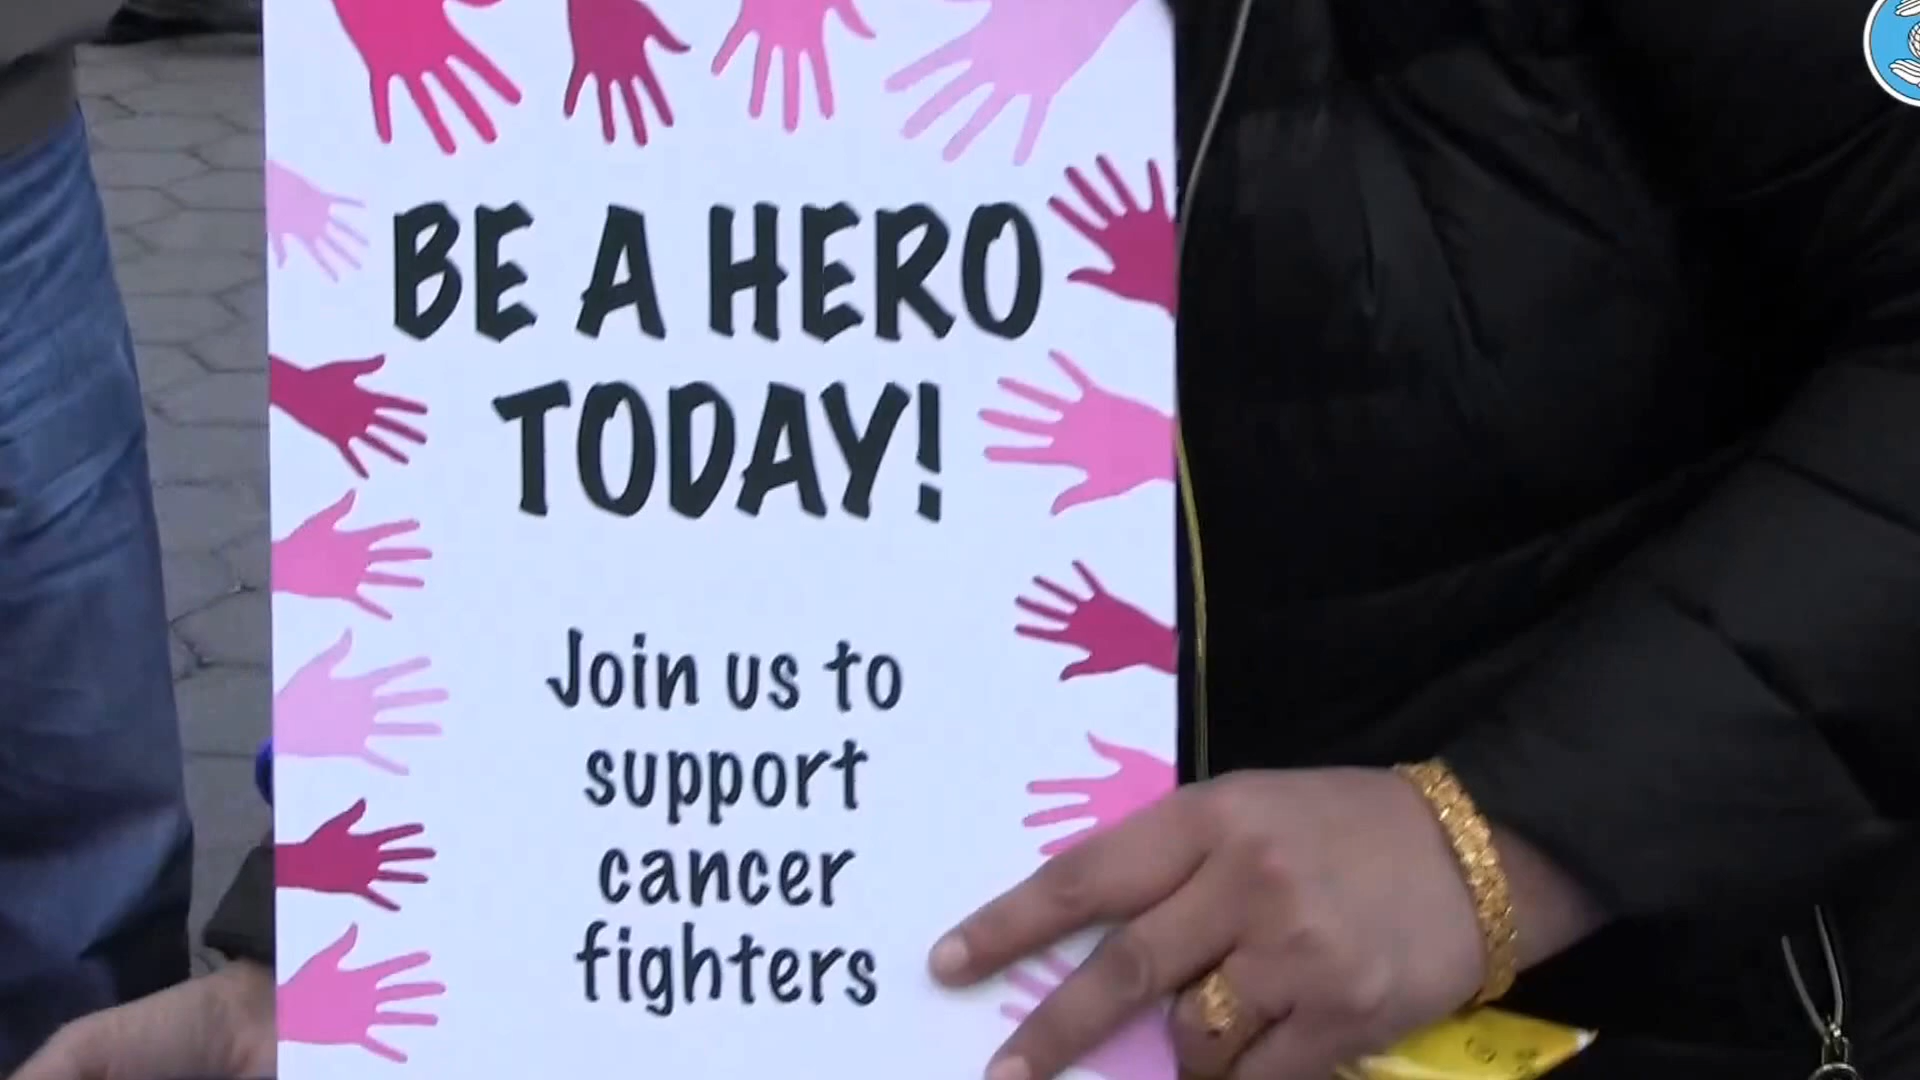 BE A HERO
TODAY!
Join us to
support
cancer
fighters